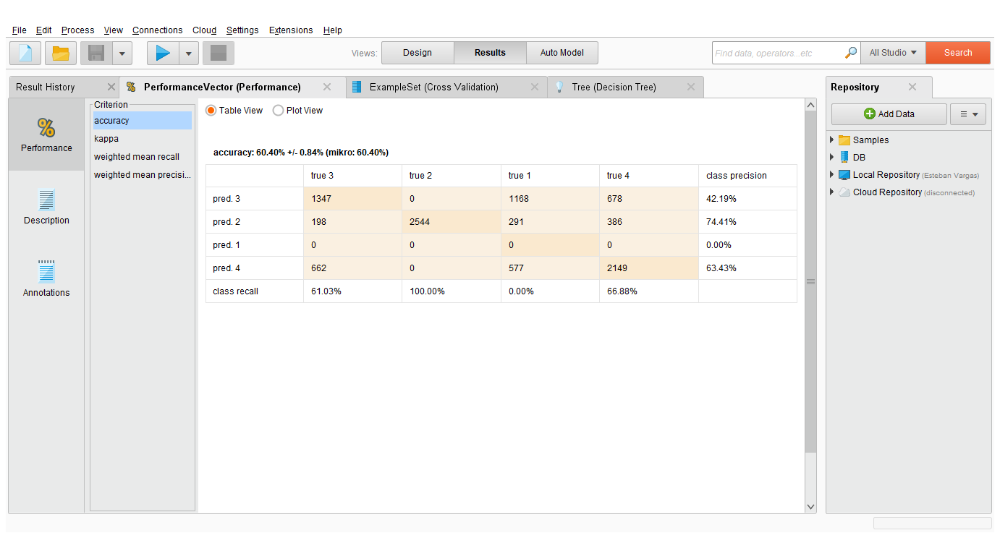 File Edit Process View Connections Cloud Settings Extensions Help
Views: Design Results Auto Model Find data, operators...etc All Studio Search
Result History PerformanceVector (Performance) ExampleSet (Cross Validation) Tree (Decision Tree) Repository
Criterion
accuracy
kappa
weighted mean recall
weighted mean precisi...
Performance
Description
Annotations
Table View Plot View
accuracy: 60.40% +/- 0.84% (mikro: 60.40%)
true 3 true 2 true 1 true 4 class precision
pred. 3 1347 0 1168 678 42.19%
pred. 2 198 2544 291 386 74.41%
pred. 1 0 0 0 0 0.00%
pred. 4 662 0 577 2149 63.43%
class recall 61.03% 100.00% 0.00% 66.88%
Add Data
Samples
DB
Local Repository (Esteban Vargas)
Cloud Repository (disconnected)